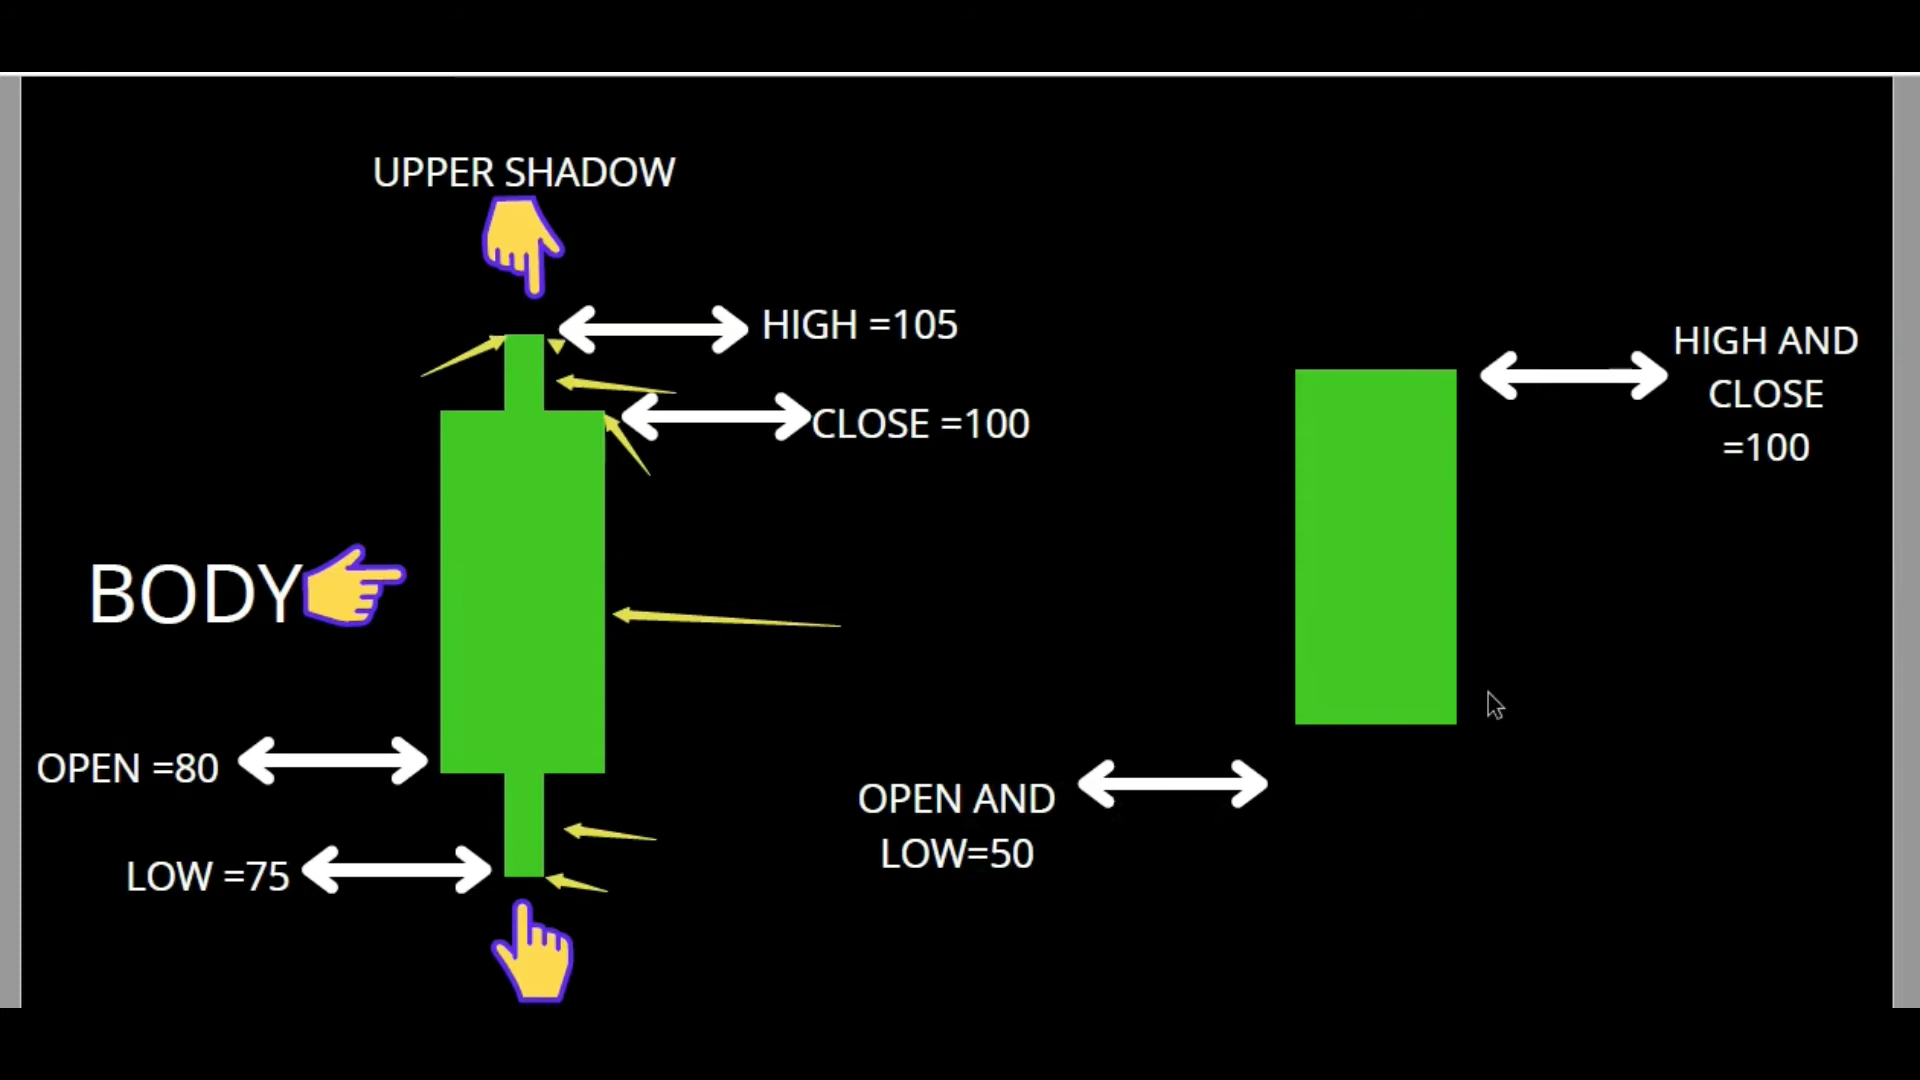 UPPER SHADOW
HIGH =105
CLOSE =100
BODY
OPEN =80
LOW =75
HIGH AND
CLOSE
=100
OPEN AND
LOW=50